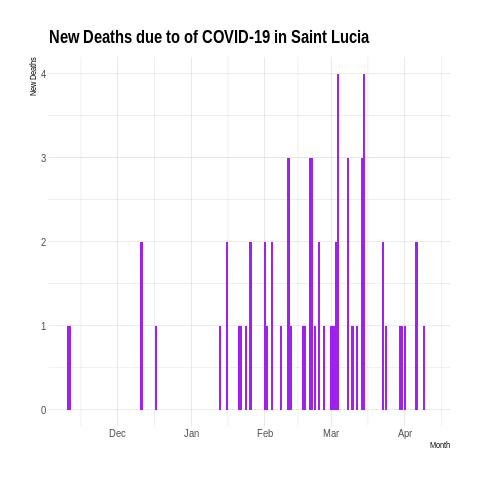 New Deaths due to of COVID-19 in Saint Lucia
New Deaths
4
3
2
1
0
Dec Jan Feb Mar Apr
Month